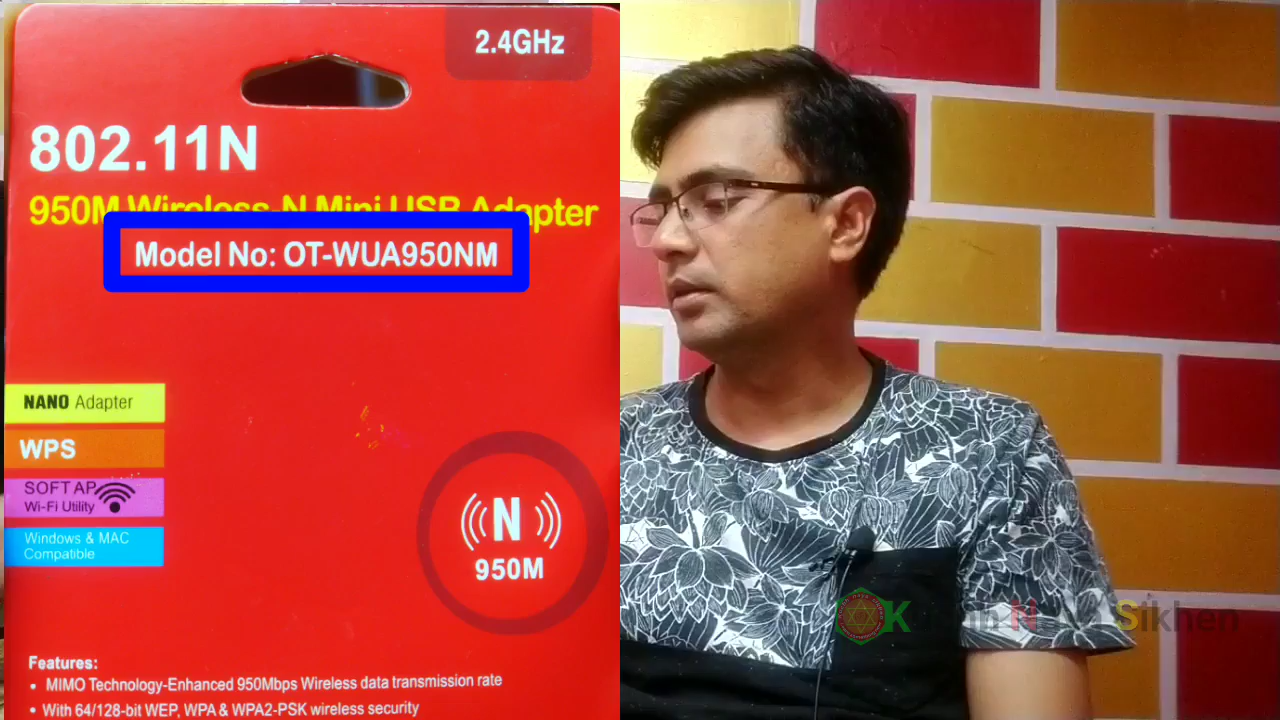 2.4GHz
802.11N
950M Wireless-N Mini USB Adapter
Model No: OT-WUA950NM
NANO Adapter
WPS
SOFT AP
Wi-Fi Utility
Windows & MAC
Compatible
N
950M
Features:
• MIMO Technology-Enhanced 950Mbps Wireless data transmission rate
• With 64/128-bit WEP, WPA & WPA2-PSK wireless security
Sikhen